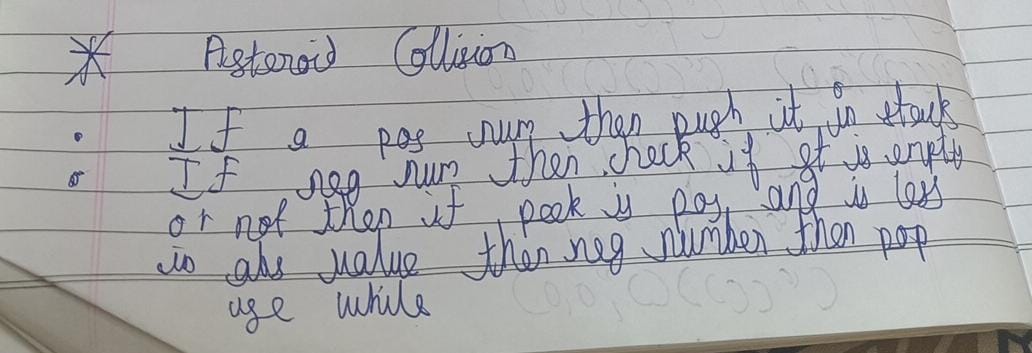 * Asteroid Collision
• If a pos num then push it in stack
• If neg num then check if st is empty
or not then if peek is pos and is less
in abs value then neg number then pop
use while